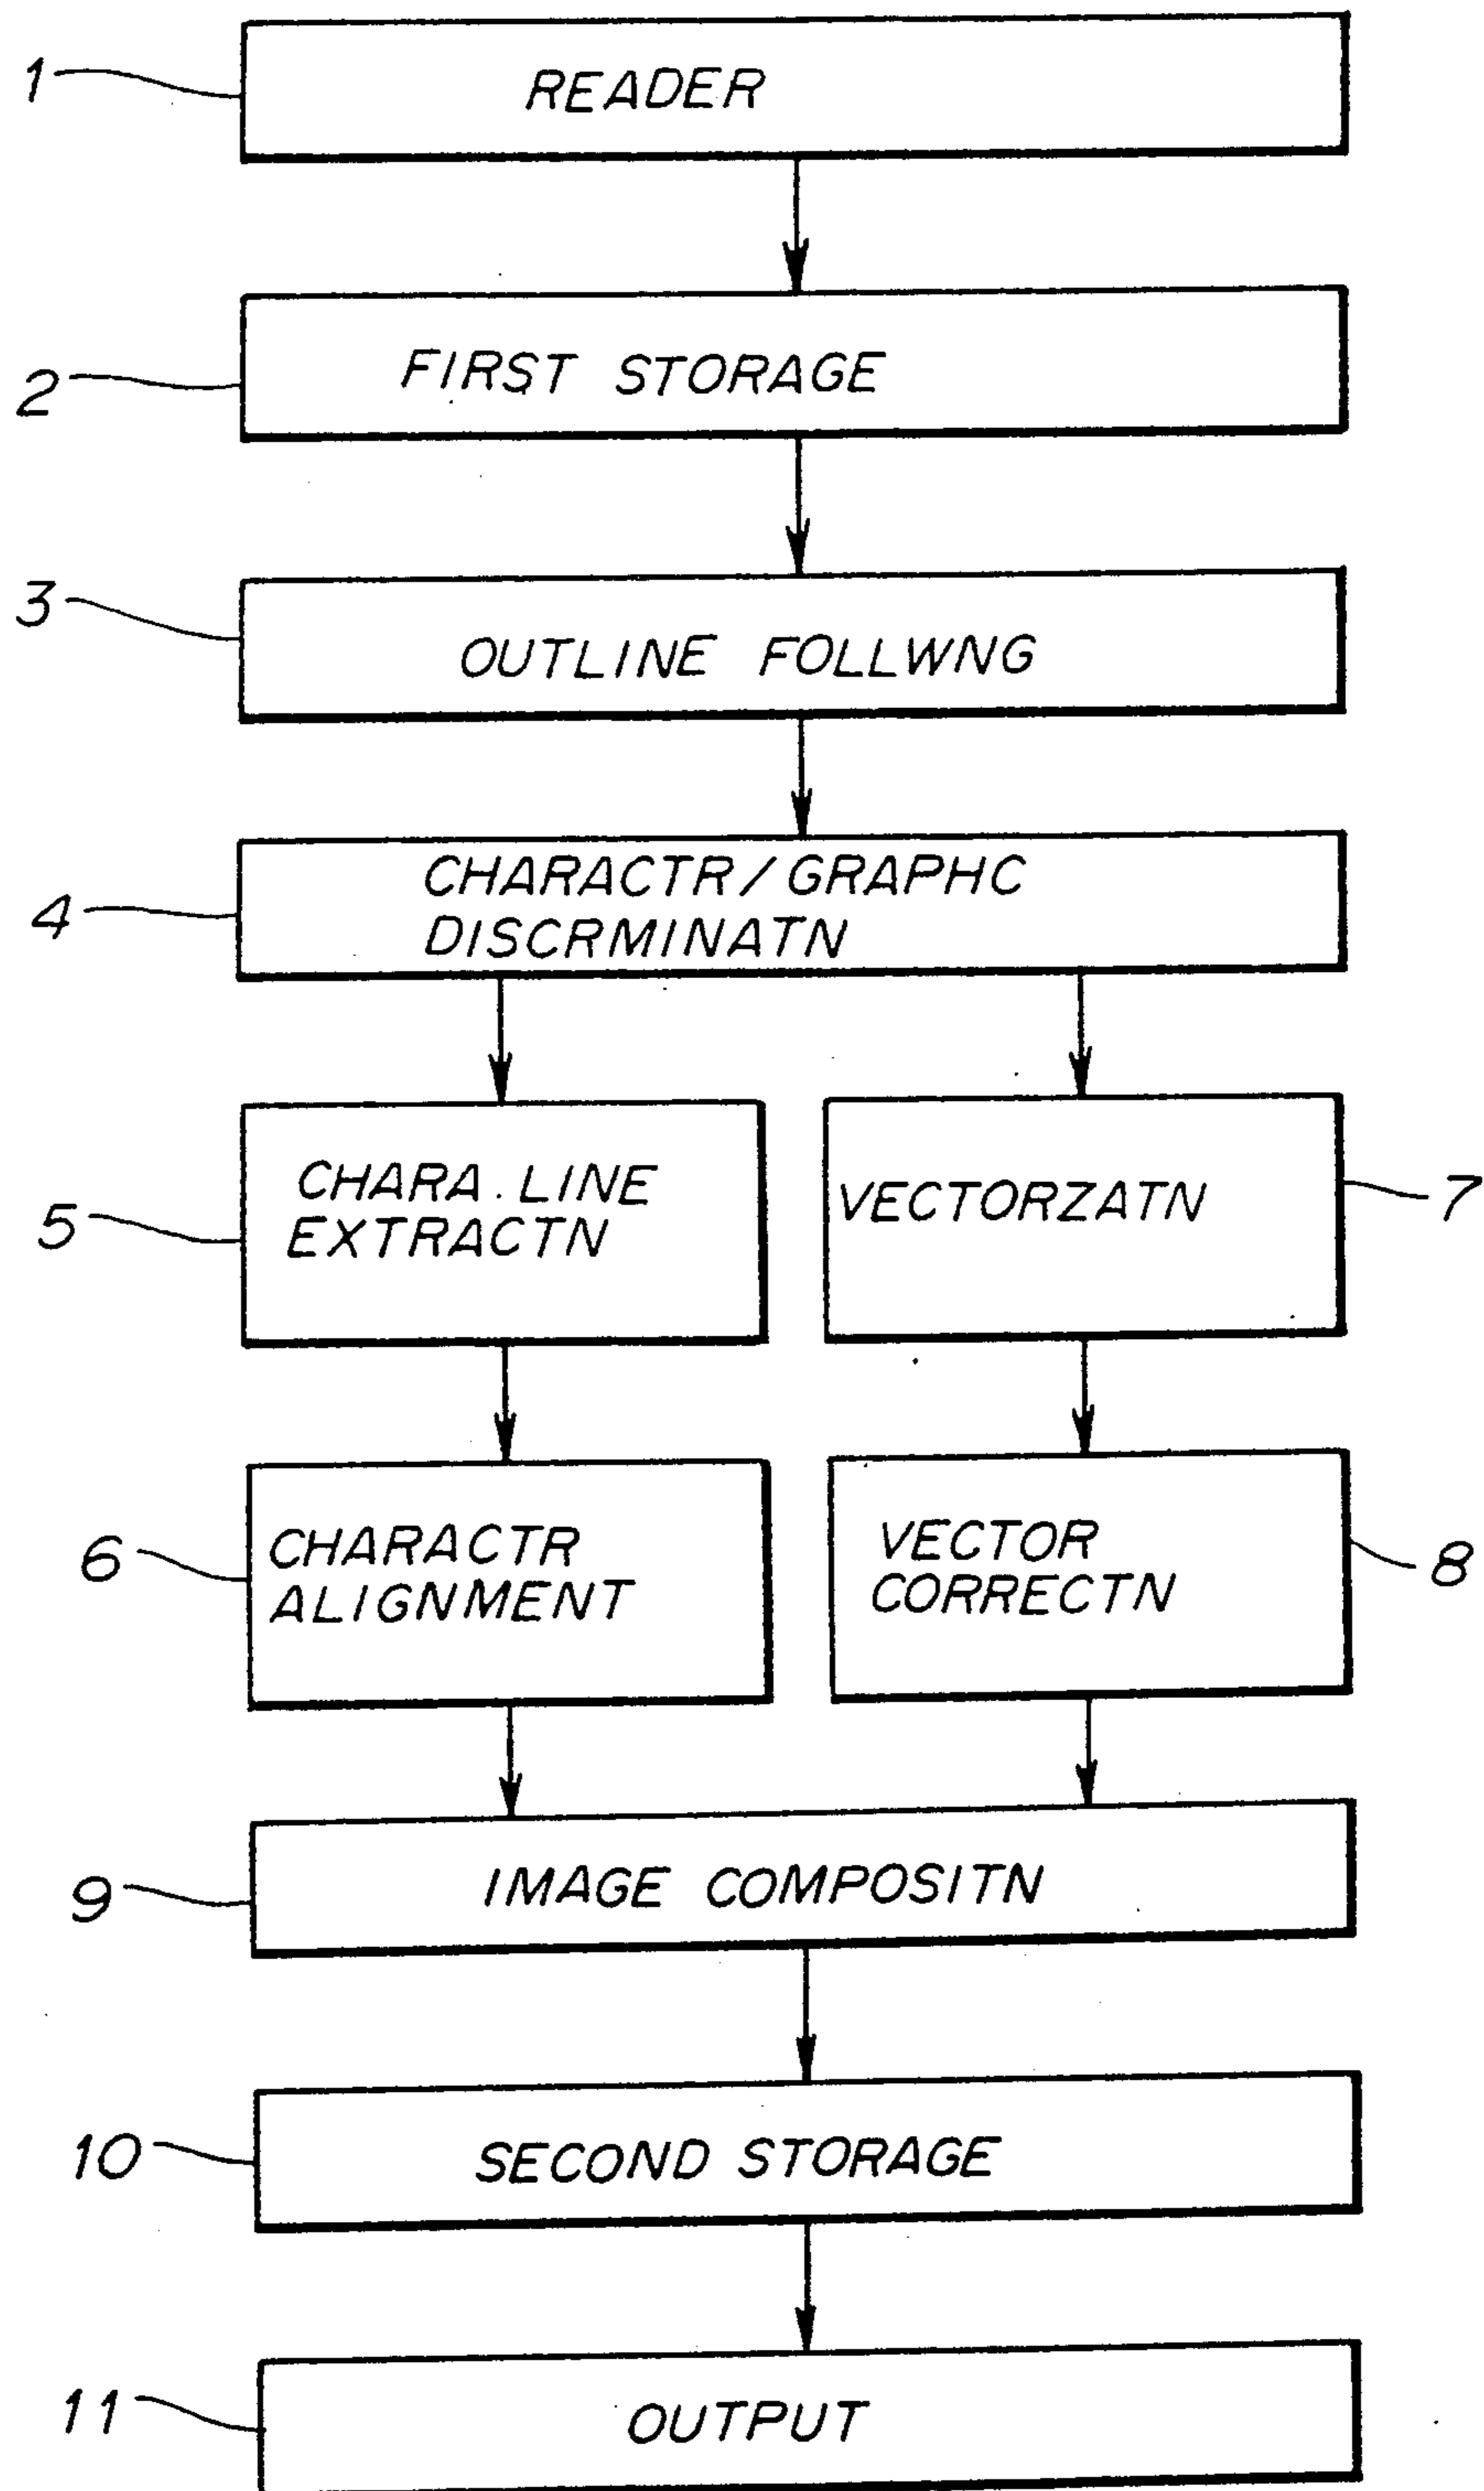 1
READER
2
FIRST STORAGE
3
OUTLINE FOLLWNG
4
CHARACTR/GRAPHC
DISCRMINATN
5
CHARA. LINE
EXTRACTN
VECTORZATN
7
6
CHARACTR
ALIGNMENT
VECTOR
CORRECTN
8
9
IMAGE COMPOSITN
10
SECOND STORAGE
11
OUTPUT